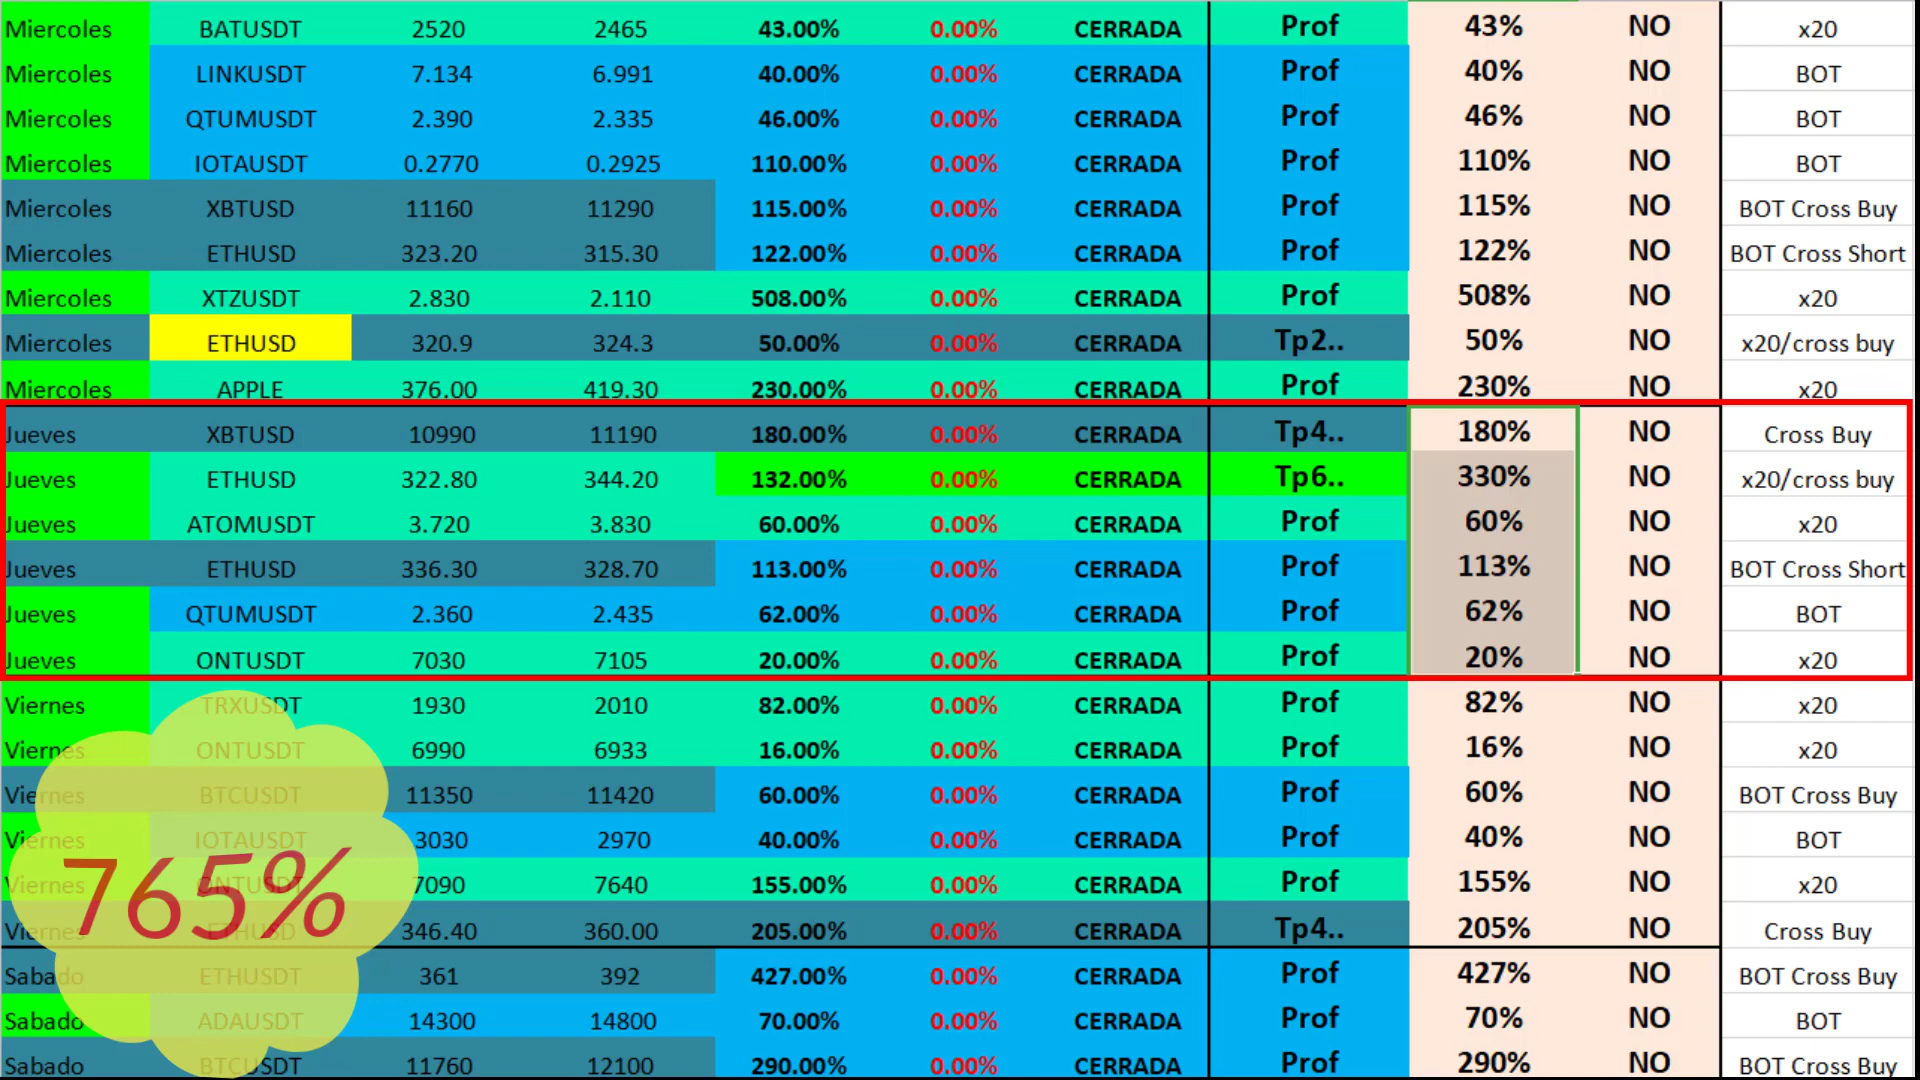 Miercoles BATUSDT 2520 2465 43.00% 0.00% CERRADA Prof 43% NO x20
Miercoles LINKUSDT 7.134 6.991 40.00% 0.00% CERRADA Prof 40% NO BOT
Miercoles QTUMUSDT 2.390 2.335 46.00% 0.00% CERRADA Prof 46% NO BOT
Miercoles IOTAUSDT 0.2770 0.2925 110.00% 0.00% CERRADA Prof 110% NO BOT
Miercoles XBTUSD 11160 11290 115.00% 0.00% CERRADA Prof 115% NO BOT Cross Buy
Miercoles ETHUSD 323.20 315.30 122.00% 0.00% CERRADA Prof 122% NO BOT Cross Short
Miercoles XTZUSDT 2.830 2.110 508.00% 0.00% CERRADA Prof 508% NO x20
Miercoles ETHUSD 320.9 324.3 50.00% 0.00% CERRADA Tp2.. 50% NO x20/cross buy
Miercoles APPLE 376.00 419.30 230.00% 0.00% CERRADA Prof 230% NO x20
Jueves XBTUSD 10990 11190 180.00% 0.00% CERRADA Tp4.. 180% NO Cross Buy
Jueves ETHUSD 322.80 344.20 132.00% 0.00% CERRADA Tp6.. 330% NO x20/cross buy
Jueves ATOMUSDT 3.720 3.830 60.00% 0.00% CERRADA Prof 60% NO x20
Jueves ETHUSD 336.30 328.70 113.00% 0.00% CERRADA Prof 113% NO BOT Cross Short
Jueves QTUMUSDT 2.360 2.435 62.00% 0.00% CERRADA Prof 62% NO BOT
Jueves ONTUSDT 7030 7105 20.00% 0.00% CERRADA Prof 20% NO x20
Viernes TRXUSDT 1930 2010 82.00% 0.00% CERRADA Prof 82% NO x20
Viernes ONTUSDT 6990 6933 16.00% 0.00% CERRADA Prof 16% NO x20
Viernes BTCUSDT 11350 11420 60.00% 0.00% CERRADA Prof 60% NO BOT Cross Buy
Viernes IOTAUSDT 3030 2970 40.00% 0.00% CERRADA Prof 40% NO BOT
Viernes ONTUSDT 7090 7640 155.00% 0.00% CERRADA Prof 155% NO x20
765%
Viernes ETHUSD 346.40 360.00 205.00% 0.00% CERRADA Tp4.. 205% NO Cross Buy
Sabado ETHUSDT 361 392 427.00% 0.00% CERRADA Prof 427% NO BOT Cross Buy
Sabado ADAUSDT 14300 14800 70.00% 0.00% CERRADA Prof 70% NO BOT
Sabado BTCUSDT 11760 12100 290.00% 0.00% CERRADA Prof 290% NO BOT Cross Buy